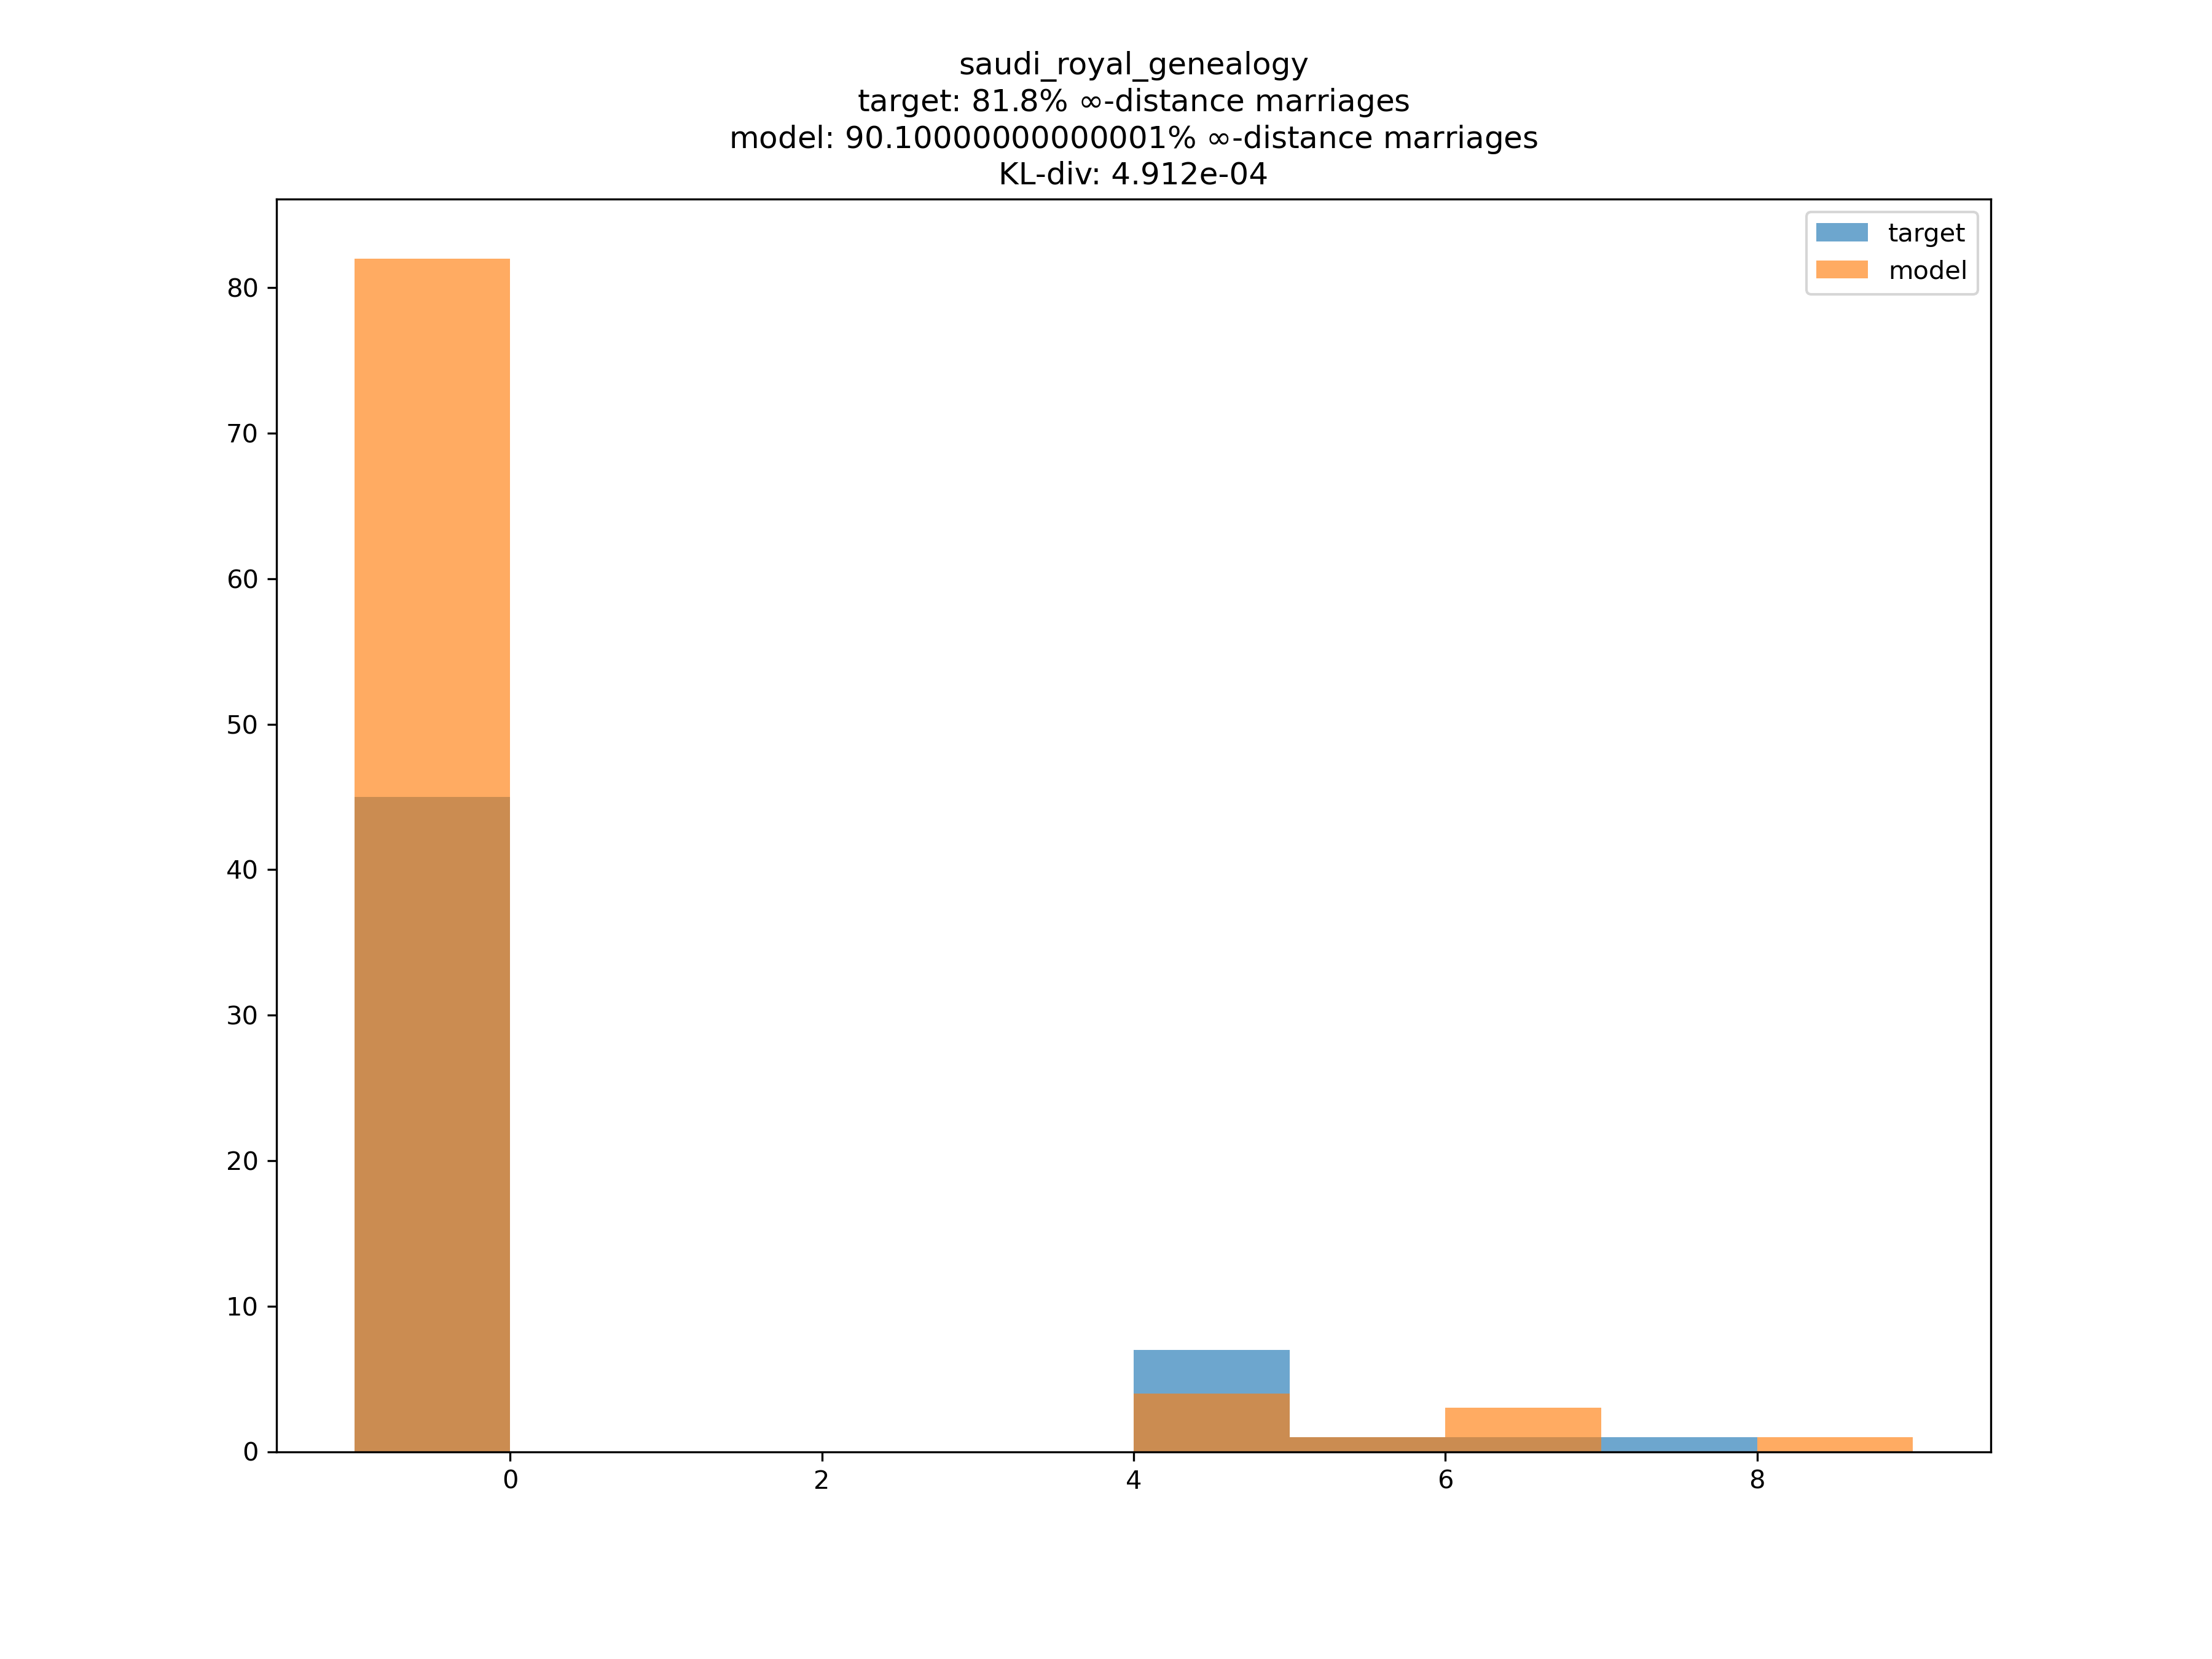 saudi_royal_genealogy
target: 81.8% ∞-distance marriages
model: 90.10000000000001% ∞-distance marriages
KL-div: 4.912e-04
target
model
80
70
60
50
40
30
20
10
0
0 2 4 6 8